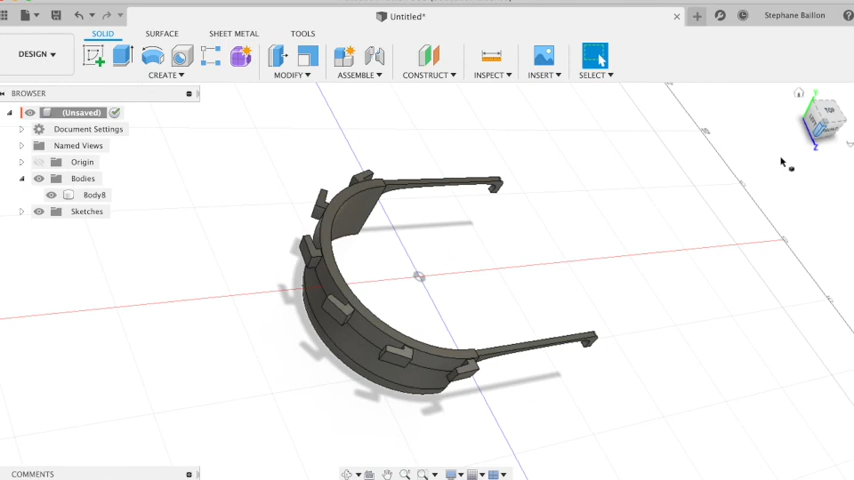 Untitled*
Stephane Baillon
DESIGN
SOLID SURFACE SHEET METAL TOOLS
CREATE MODIFY ASSEMBLE CONSTRUCT INSPECT INSERT SELECT
BROWSER
(Unsaved)
Document Settings
Named Views
Origin
Bodies
Body8
Sketches
TOP
Z
COMMENTS